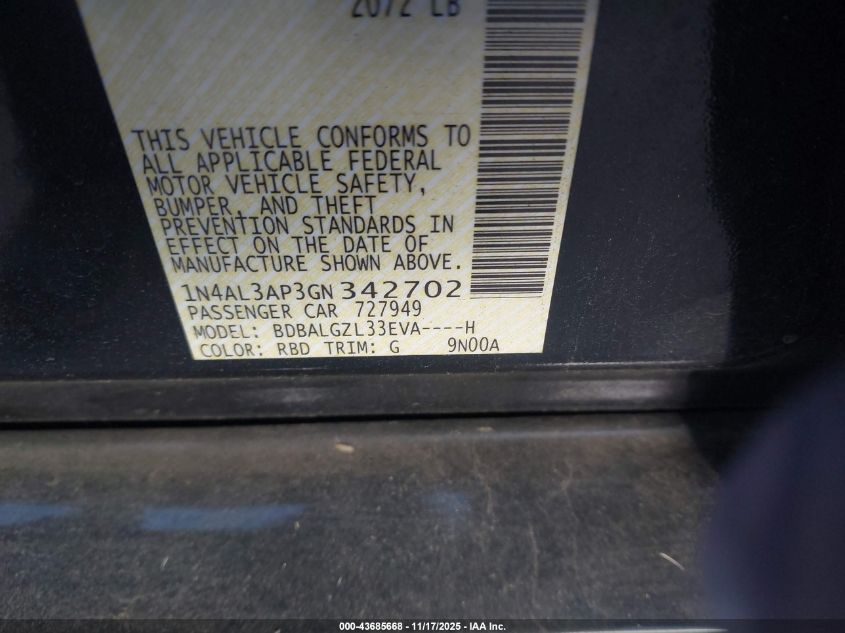 2072 LB
THIS VEHICLE CONFORMS TO
ALL APPLICABLE FEDERAL
MOTOR VEHICLE SAFETY,
BUMPER, AND THEFT
PREVENTION STANDARDS IN
EFFECT ON THE DATE OF
MANUFACTURE SHOWN ABOVE.
1N4AL3AP3GN342702
PASSENGER CAR 727949
MODEL: BDBALGZL33EVA----H
COLOR: RBD TRIM: G 9N00A
000-43685668 - 11/17/2025 - IAA Inc.